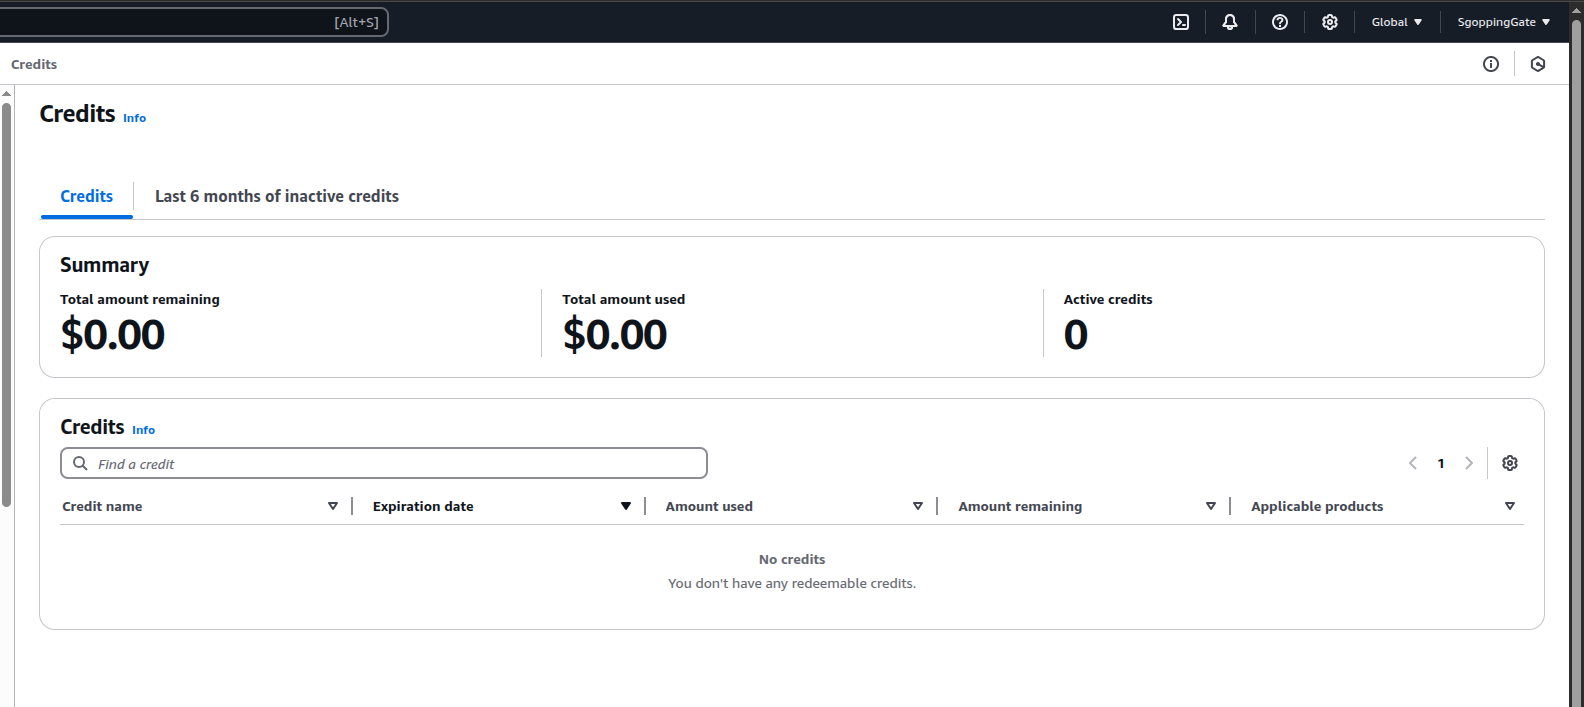 [Alt+S]
Global
SgoppingGate
Credits
Credits Info
Credits
Last 6 months of inactive credits
Summary
Total amount remaining
$0.00
Total amount used
$0.00
Active credits
0
Credits Info
Find a credit
1
Credit name
Expiration date
Amount used
Amount remaining
Applicable products
No credits
You don't have any redeemable credits.